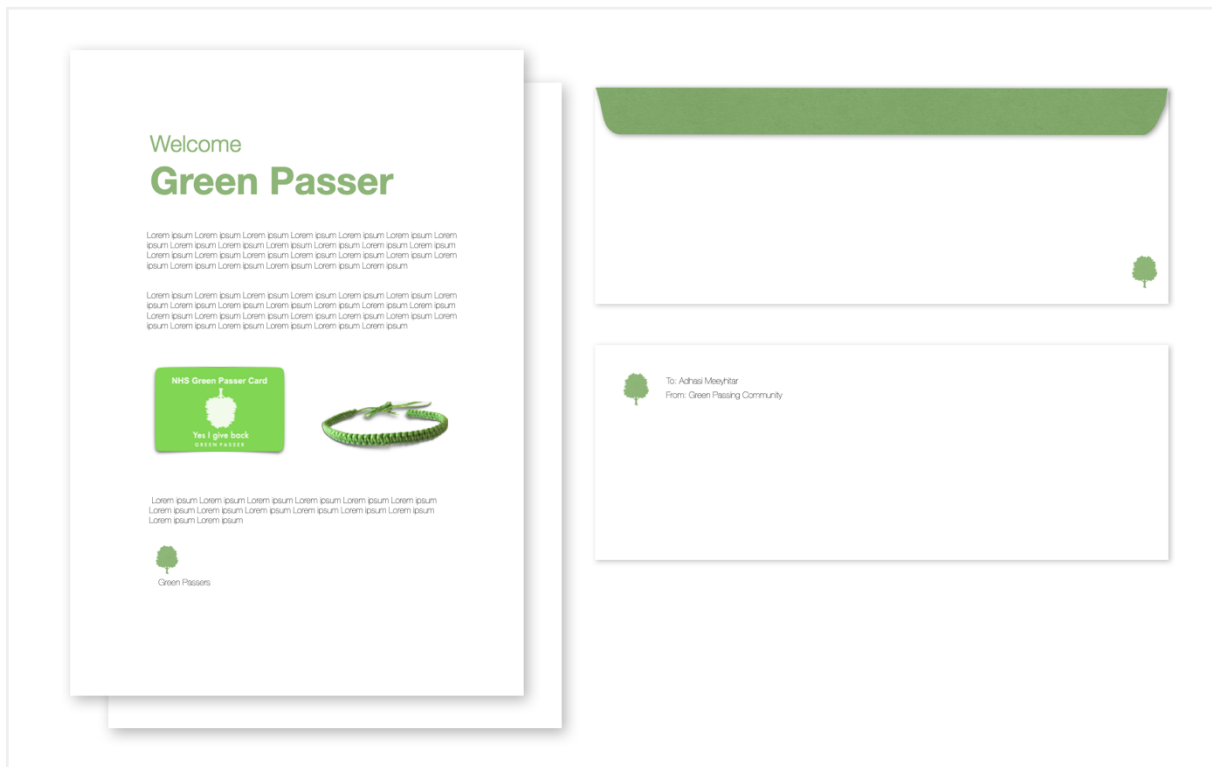 Welcome
Green Passer
Lorem ipsum Lorem ipsum Lorem ipsum Lorem ipsum Lorem ipsum Lorem ipsum Lorem
ipsum Lorem ipsum Lorem ipsum Lorem ipsum Lorem ipsum Lorem ipsum Lorem ipsum
Lorem ipsum Lorem ipsum Lorem ipsum Lorem ipsum Lorem ipsum Lorem ipsum Lorem
ipsum Lorem ipsum Lorem ipsum Lorem ipsum Lorem ipsum Lorem ipsum
Lorem ipsum Lorem ipsum Lorem ipsum Lorem ipsum Lorem ipsum Lorem ipsum Lorem
ipsum Lorem ipsum Lorem ipsum Lorem ipsum Lorem ipsum Lorem ipsum Lorem ipsum
Lorem ipsum Lorem ipsum Lorem ipsum Lorem ipsum Lorem ipsum Lorem ipsum Lorem
ipsum Lorem ipsum Lorem ipsum Lorem ipsum Lorem ipsum Lorem ipsum
NHS Green Passer Card
Yes I give back
GREEN PASSER
Lorem ipsum Lorem ipsum Lorem ipsum Lorem ipsum Lorem ipsum Lorem ipsum
Lorem ipsum Lorem ipsum Lorem ipsum Lorem ipsum Lorem ipsum Lorem ipsum
Lorem ipsum Lorem ipsum
Green Passers
To: Adhasi Meeyhitar
From: Green Passing Community